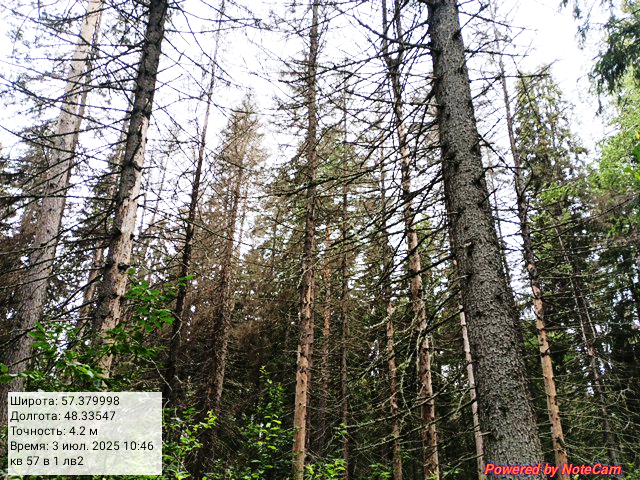 Широта: 57.379998
Долгота: 48.33547
Точность: 4.2 м
Время: 3 июл. 2025 10:46
кв 57 в 1 лв2
Powered by NoteCam